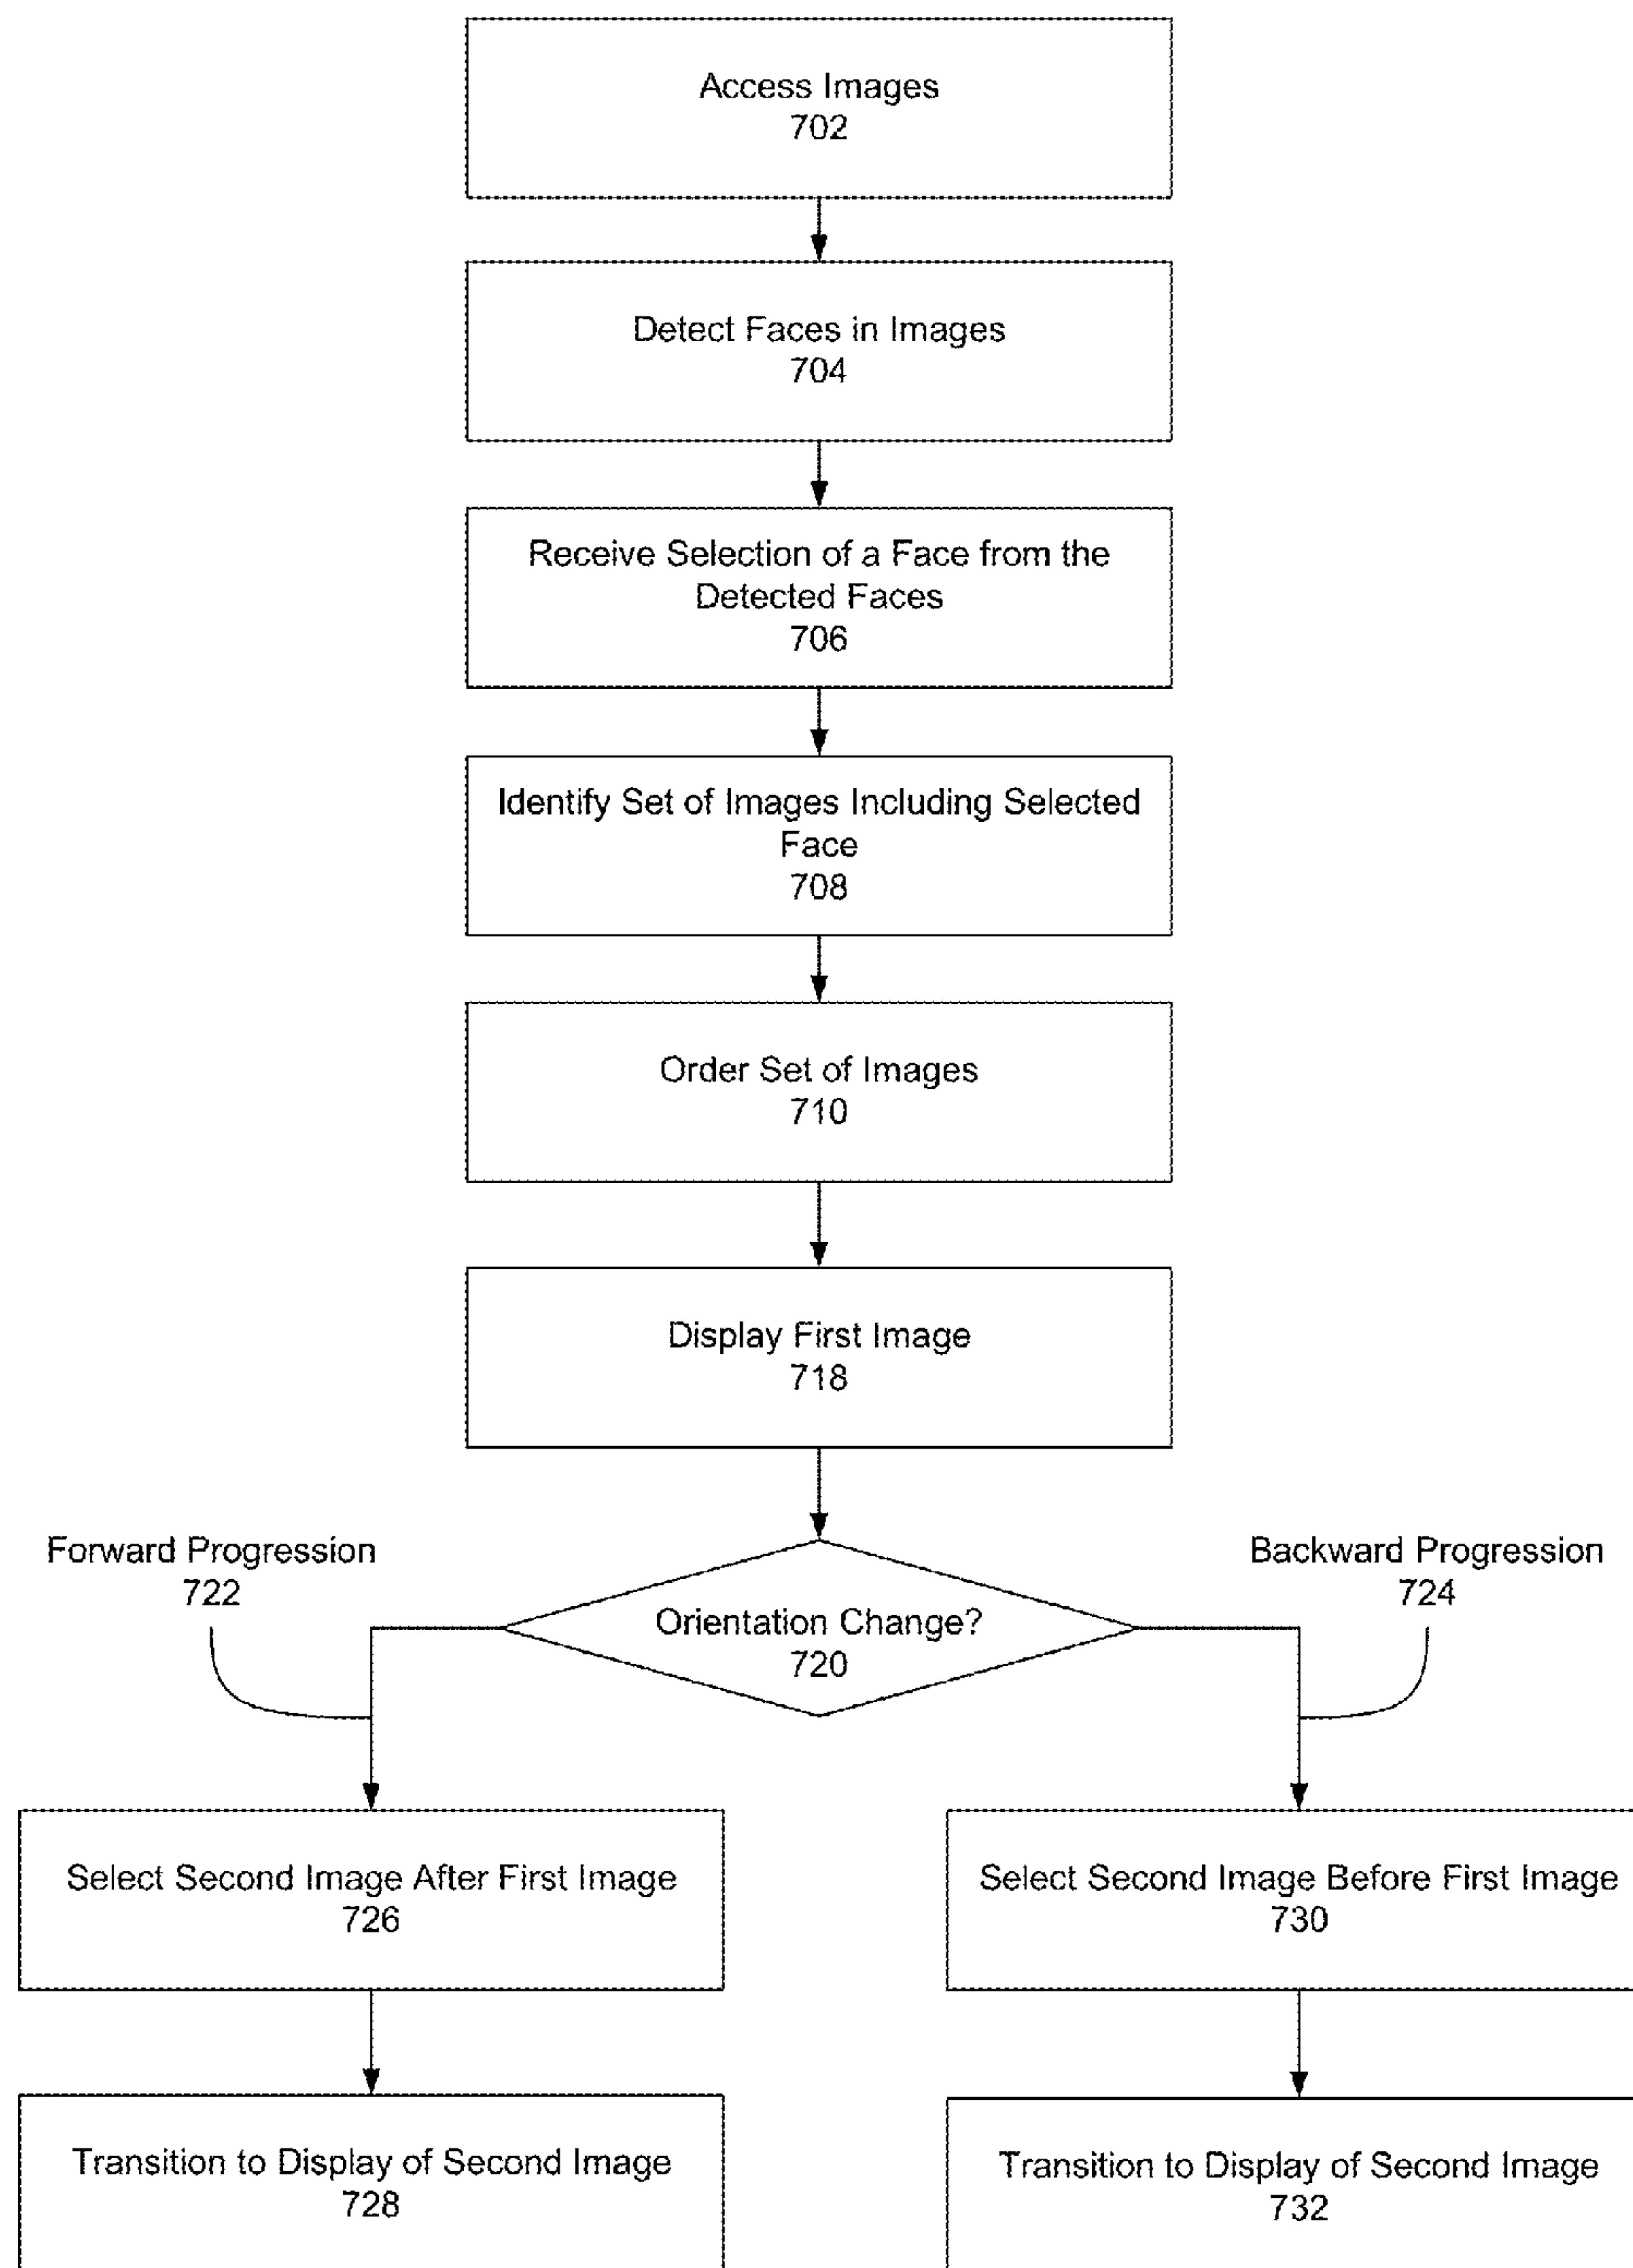 Access Images
702
Detect Faces in Images
704
Receive Selection of a Face from the
Detected Faces
706
Identify Set of Images Including Selected
Face
708
Order Set of Images
710
Display First Image
718
Forward Progression
722
Backward Progression
724
Orientation Change?
720
Select Second Image After First Image
726
Select Second Image Before First Image
730
Transition to Display of Second Image
728
Transition to Display of Second Image
732